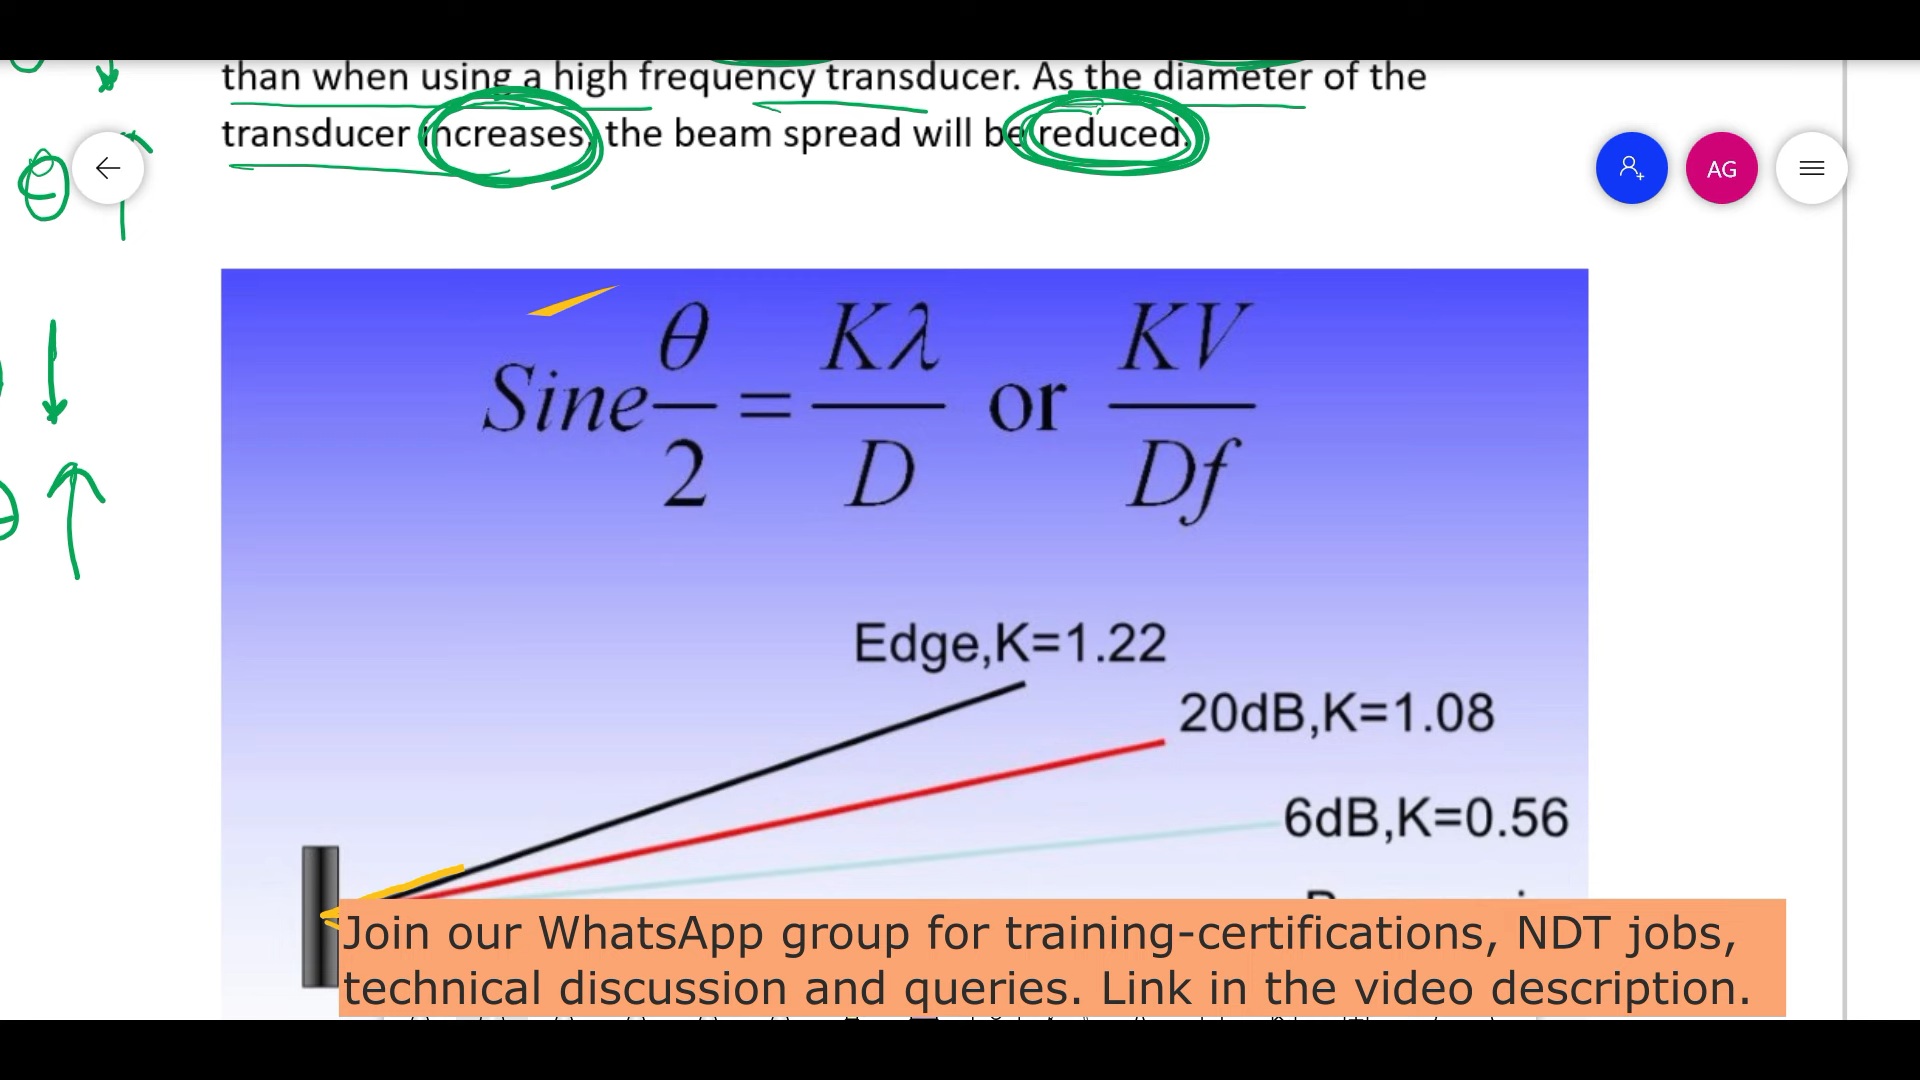 than when using a high frequency transducer. As the diameter of the
transducer increases, the beam spread will be reduced.
θ
AG
Sine θ/2 = Kλ/D or KV/Df
θ
Edge,K=1.22
20dB,K=1.08
6dB,K=0.56
Join our WhatsApp group for training-certifications, NDT jobs,
technical discussion and queries. Link in the video description.